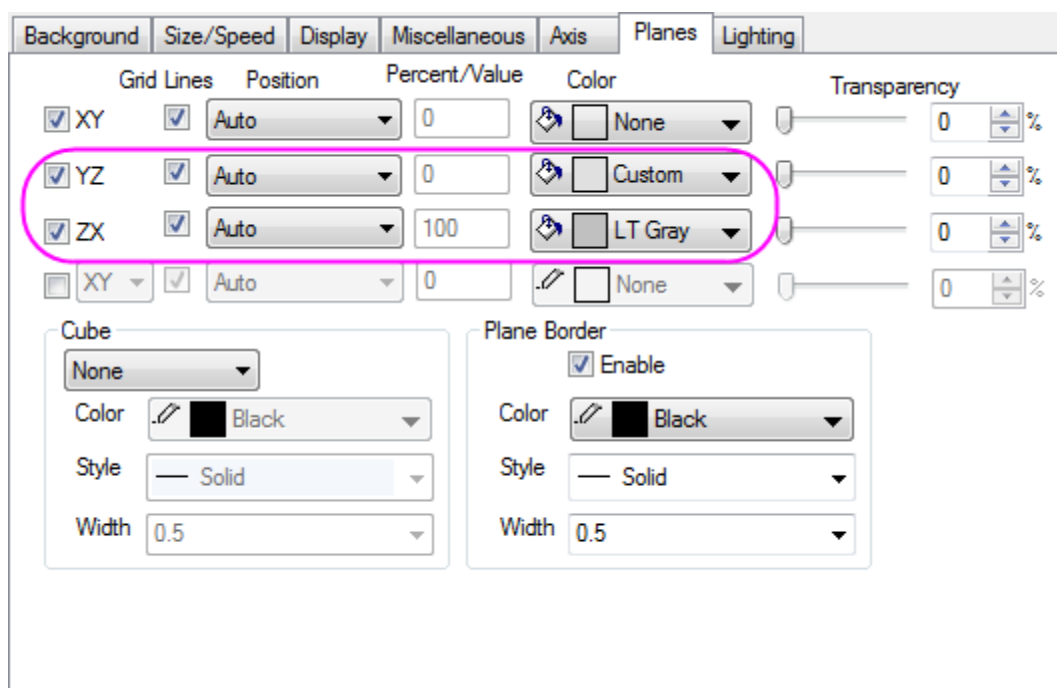 Background Size/Speed Display Miscellaneous Axis Planes Lighting
Grid Lines Position Percent/Value Color Transparency
XY Auto 0 None 0 %
YZ Auto 0 Custom 0 %
ZX Auto 100 LT Gray 0 %
XY Auto 0 None 0 %
Cube
None
Color Black
Style Solid
Width 0.5
Plane Border
Enable
Color Black
Style Solid
Width 0.5